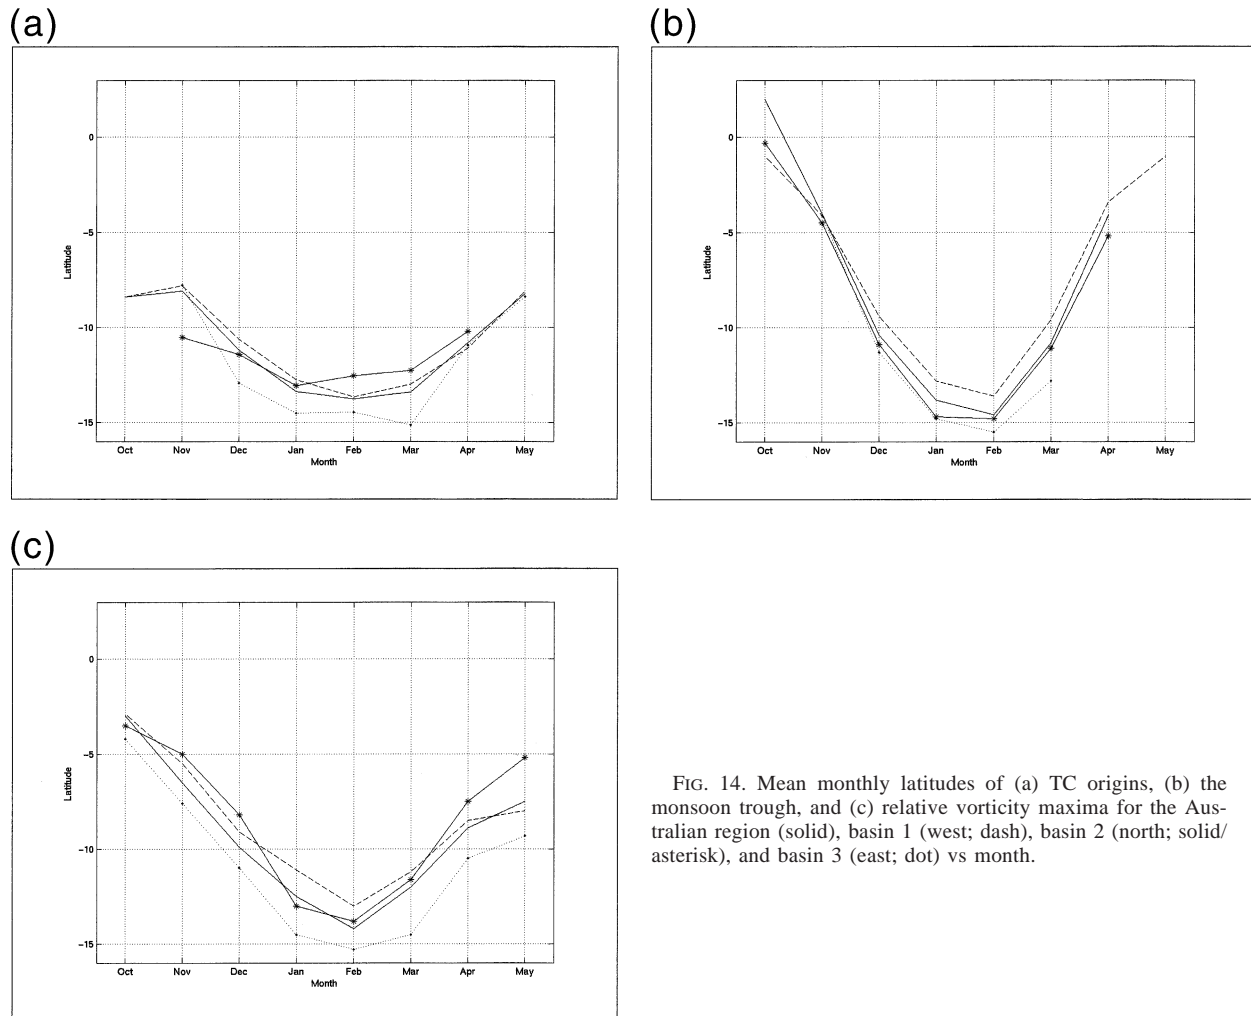 (a)
0
-5
-10
-15
Latitude
Oct Nov Dec Jan Feb Mar Apr May
Month
(b)
0
-5
-10
-15
Latitude
Oct Nov Dec Jan Feb Mar Apr May
Month
(c)
0
-5
-10
-15
Latitude
Oct Nov Dec Jan Feb Mar Apr May
Month
FIG. 14. Mean monthly latitudes of (a) TC origins, (b) the
monsoon trough, and (c) relative vorticity maxima for the Aus-
tralian region (solid), basin 1 (west; dash), basin 2 (north; solid/
asterisk), and basin 3 (east; dot) vs month.